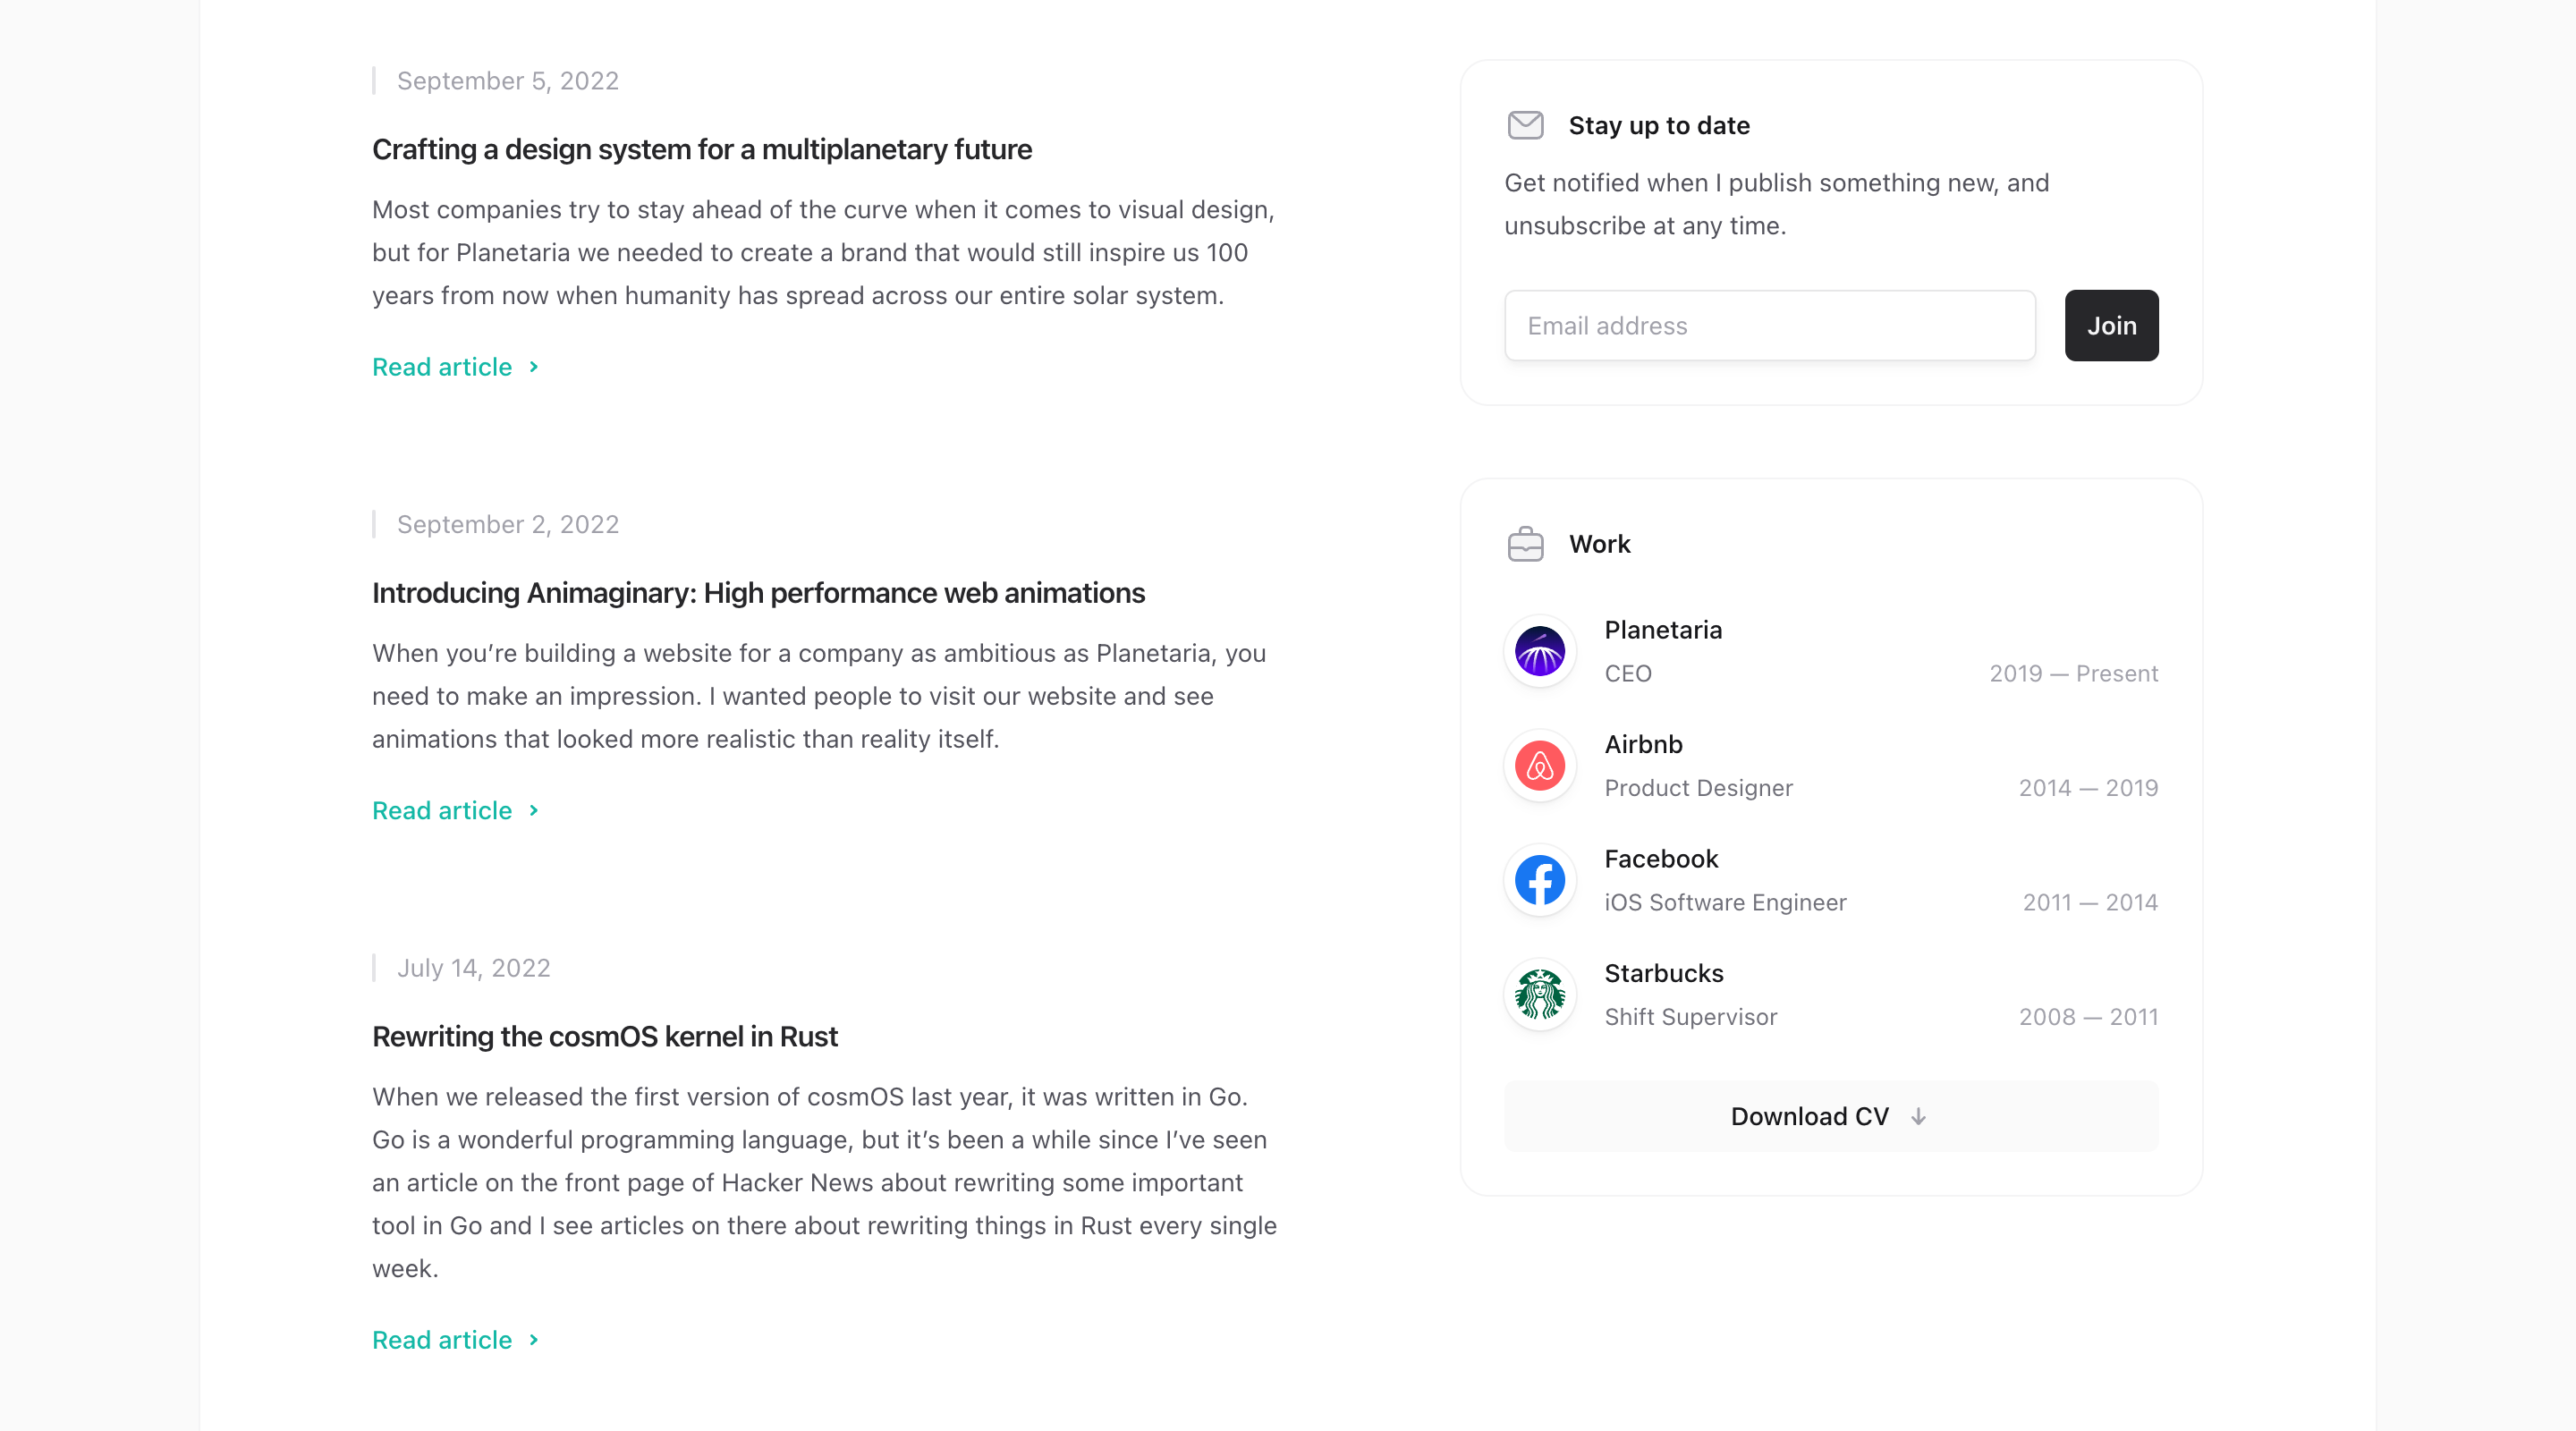 September 5, 2022
Crafting a design system for a multiplanetary future
Most companies try to stay ahead of the curve when it comes to visual design,
but for Planetaria we needed to create a brand that would still inspire us 100
years from now when humanity has spread across our entire solar system.
Read article
September 2, 2022
Introducing Animaginary: High performance web animations
When you’re building a website for a company as ambitious as Planetaria, you
need to make an impression. I wanted people to visit our website and see
animations that looked more realistic than reality itself.
Read article
July 14, 2022
Rewriting the cosmOS kernel in Rust
When we released the first version of cosmOS last year, it was written in Go.
Go is a wonderful programming language, but it’s been a while since I’ve seen
an article on the front page of Hacker News about rewriting some important
tool in Go and I see articles on there about rewriting things in Rust every single
week.
Read article
Stay up to date
Get notified when I publish something new, and
unsubscribe at any time.
Email address
Join
Work
Planetaria
CEO 2019 — Present
Airbnb
Product Designer 2014 — 2019
Facebook
iOS Software Engineer 2011 — 2014
Starbucks
Shift Supervisor 2008 — 2011
Download CV